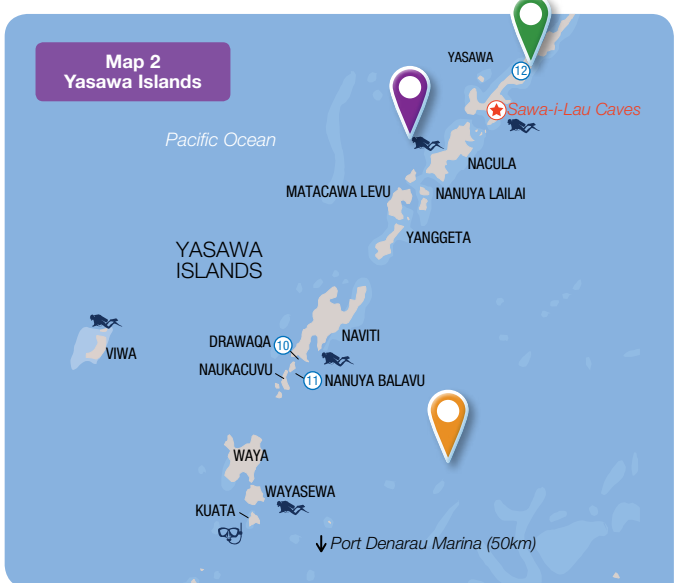 Map 2
Yasawa Islands
YASAWA
12
Sawa-i-Lau Caves
Pacific Ocean
NACULA
MATACAWA LEVU
NANUYA LAILAI
YANGGETA
YASAWA
ISLANDS
NAVITI
DRAWAQA
10
VIWA
NAUKACUVU
11
NANUYA BALAVU
WAYA
WAYASEWA
KUATA
Port Denarau Marina (50km)